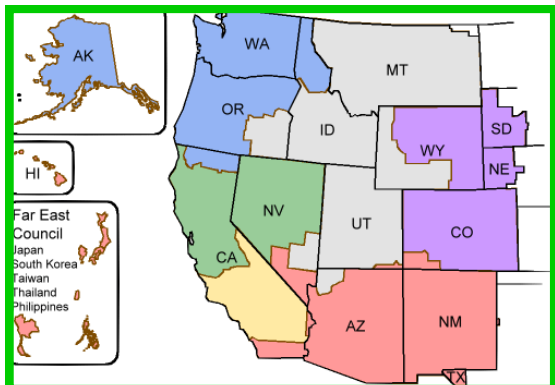 AK
WA
MT
OR
ID
SD
WY
NE
HI
NV
UT
CO
CA
Far East
Council
Japan
South Korea
Taiwan
Thailand
Philippines
AZ
NM
TX